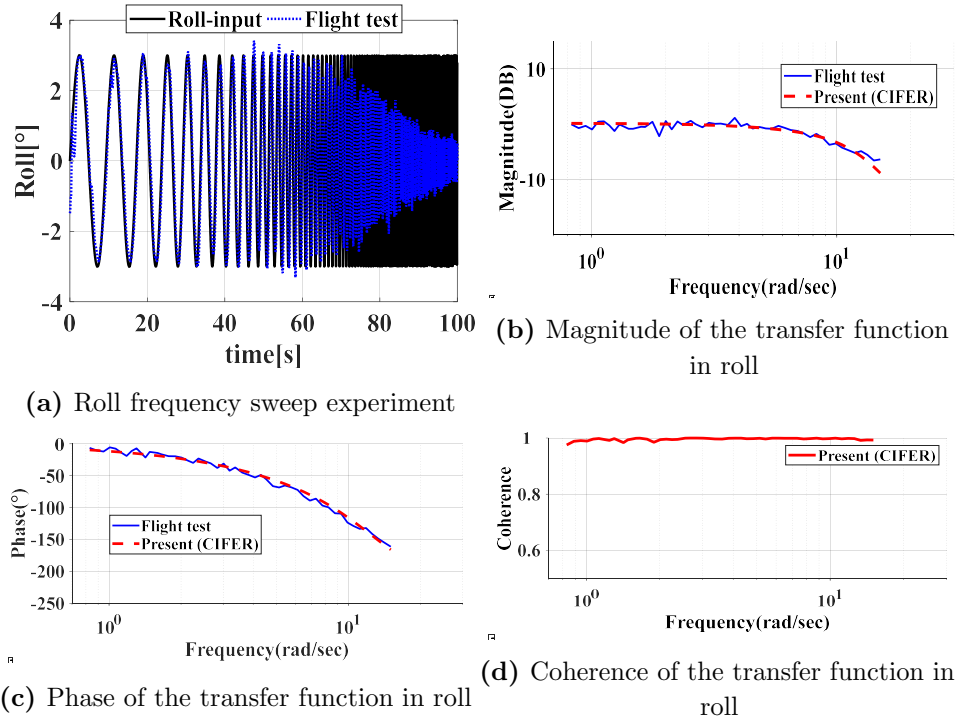 Roll-input Flight test
4
2
0
-2
-4
Roll[°]
0 20 40 60 80 100
time[s]
(a) Roll frequency sweep experiment
10
-10
Magnitude(DB)
Flight test
Present (CIFER)
10^0 10^1
Frequency(rad/sec)
(b) Magnitude of the transfer function
in roll
0
-50
-100
-150
-200
-250
Phase(°)
Flight test
Present (CIFER)
10^0 10^1
Frequency(rad/sec)
(c) Phase of the transfer function in roll
1
0.8
0.6
Coherence
Present (CIFER)
10^0 10^1
Frequency(rad/sec)
(d) Coherence of the transfer function in
roll